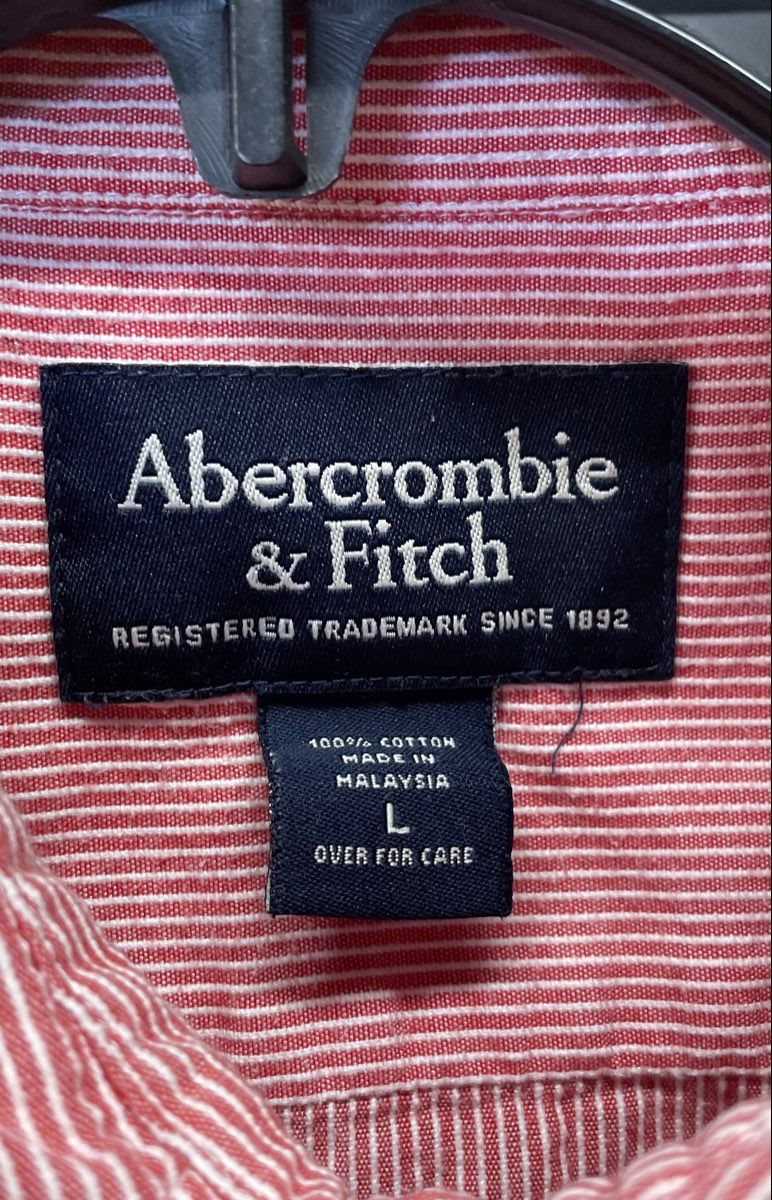 Abercrombie
& Fitch
REGISTERED TRADEMARK SINCE 1892
100% COTTON
MADE IN
MALAYSIA
L
OVER FOR CARE